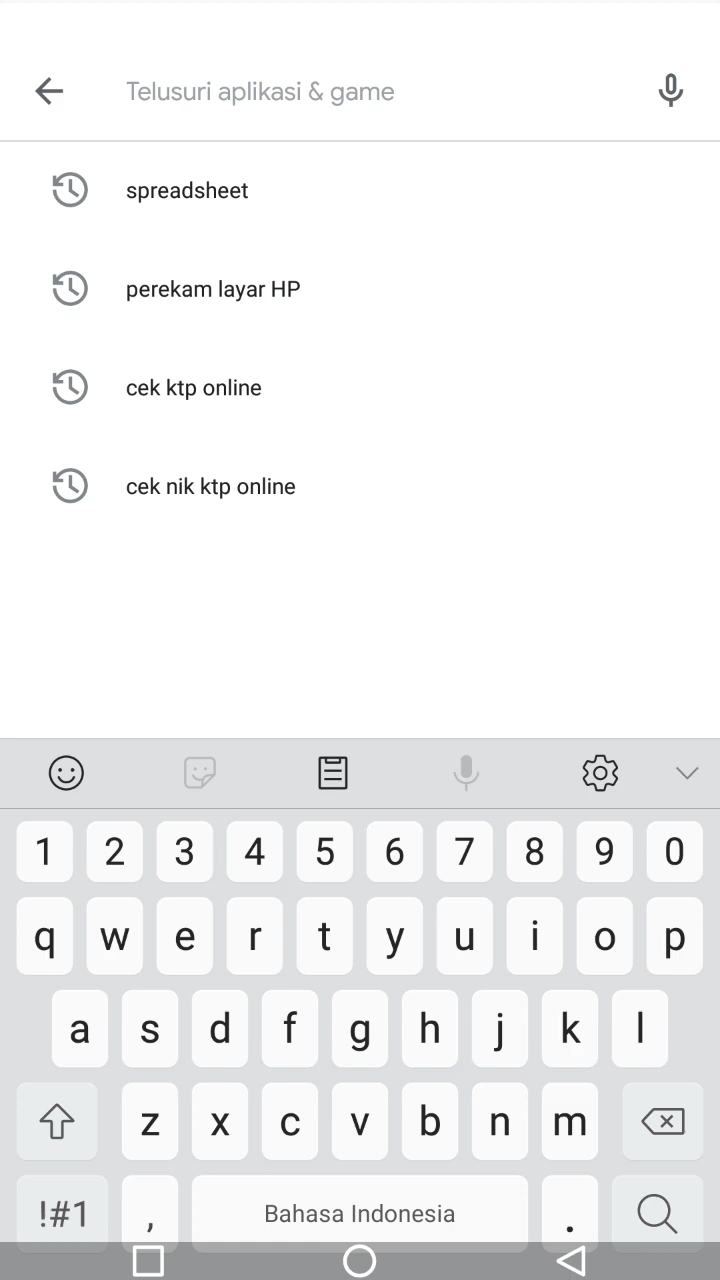 Telusuri aplikasi & game
spreadsheet
perekam layar HP
cek ktp online
cek nik ktp online
1 2 3 4 5 6 7 8 9 0
q w e r t y u i o p
a s d f g h j k l
z x c v b n m
!#1 , Bahasa Indonesia .